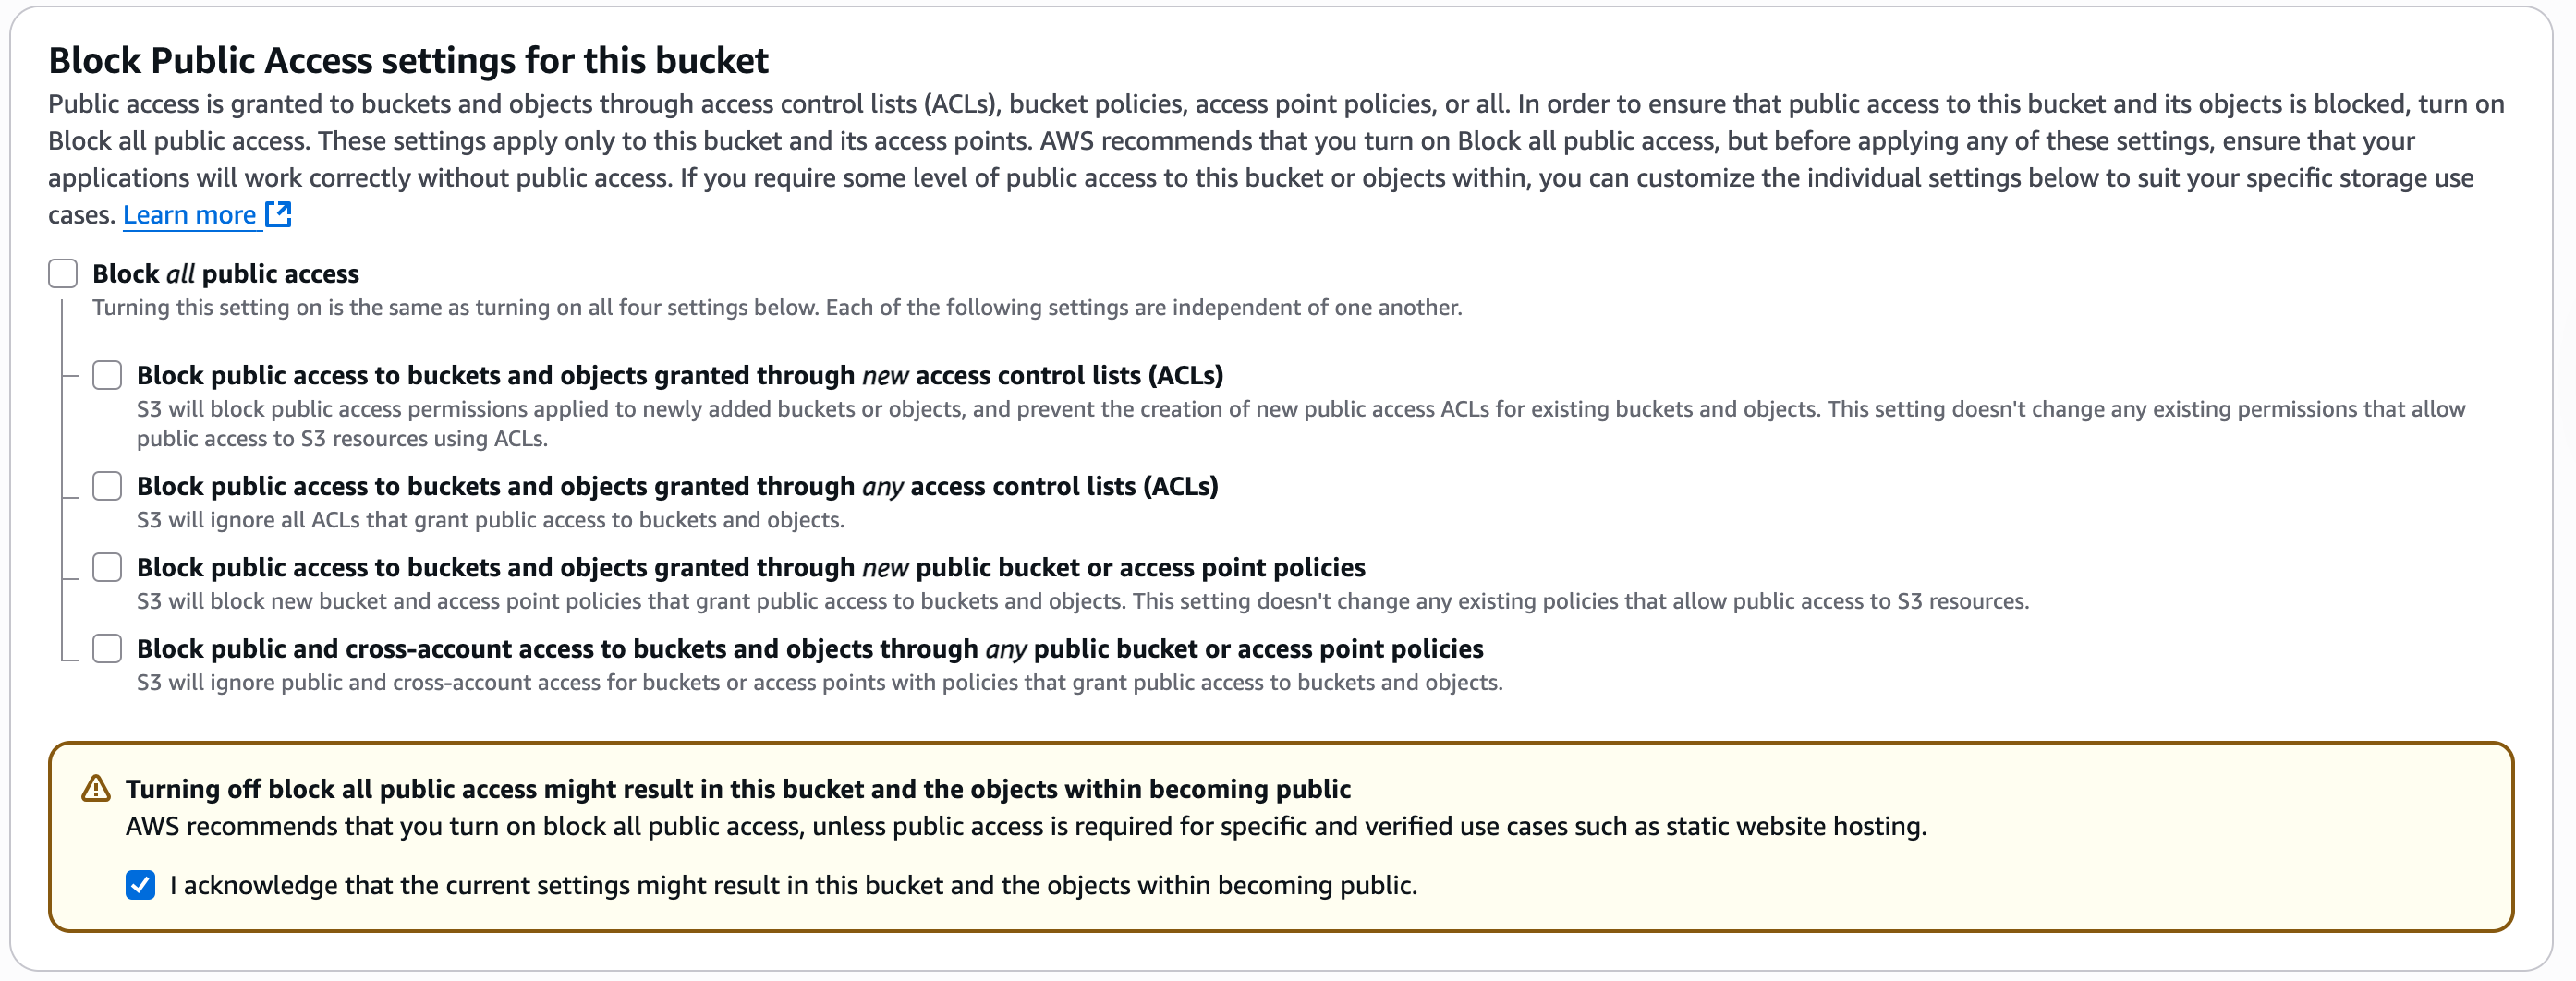 Block Public Access settings for this bucket
Public access is granted to buckets and objects through access control lists (ACLs), bucket policies, access point policies, or all. In order to ensure that public access to this bucket and its objects is blocked, turn on
Block all public access. These settings apply only to this bucket and its access points. AWS recommends that you turn on Block all public access, but before applying any of these settings, ensure that your
applications will work correctly without public access. If you require some level of public access to this bucket or objects within, you can customize the individual settings below to suit your specific storage use
cases. Learn more
Block all public access
Turning this setting on is the same as turning on all four settings below. Each of the following settings are independent of one another.
Block public access to buckets and objects granted through new access control lists (ACLs)
S3 will block public access permissions applied to newly added buckets or objects, and prevent the creation of new public access ACLs for existing buckets and objects. This setting doesn't change any existing permissions that allow
public access to S3 resources using ACLs.
Block public access to buckets and objects granted through any access control lists (ACLs)
S3 will ignore all ACLs that grant public access to buckets and objects.
Block public access to buckets and objects granted through new public bucket or access point policies
S3 will block new bucket and access point policies that grant public access to buckets and objects. This setting doesn't change any existing policies that allow public access to S3 resources.
Block public and cross-account access to buckets and objects through any public bucket or access point policies
S3 will ignore public and cross-account access for buckets or access points with policies that grant public access to buckets and objects.
Turning off block all public access might result in this bucket and the objects within becoming public
AWS recommends that you turn on block all public access, unless public access is required for specific and verified use cases such as static website hosting.
I acknowledge that the current settings might result in this bucket and the objects within becoming public.